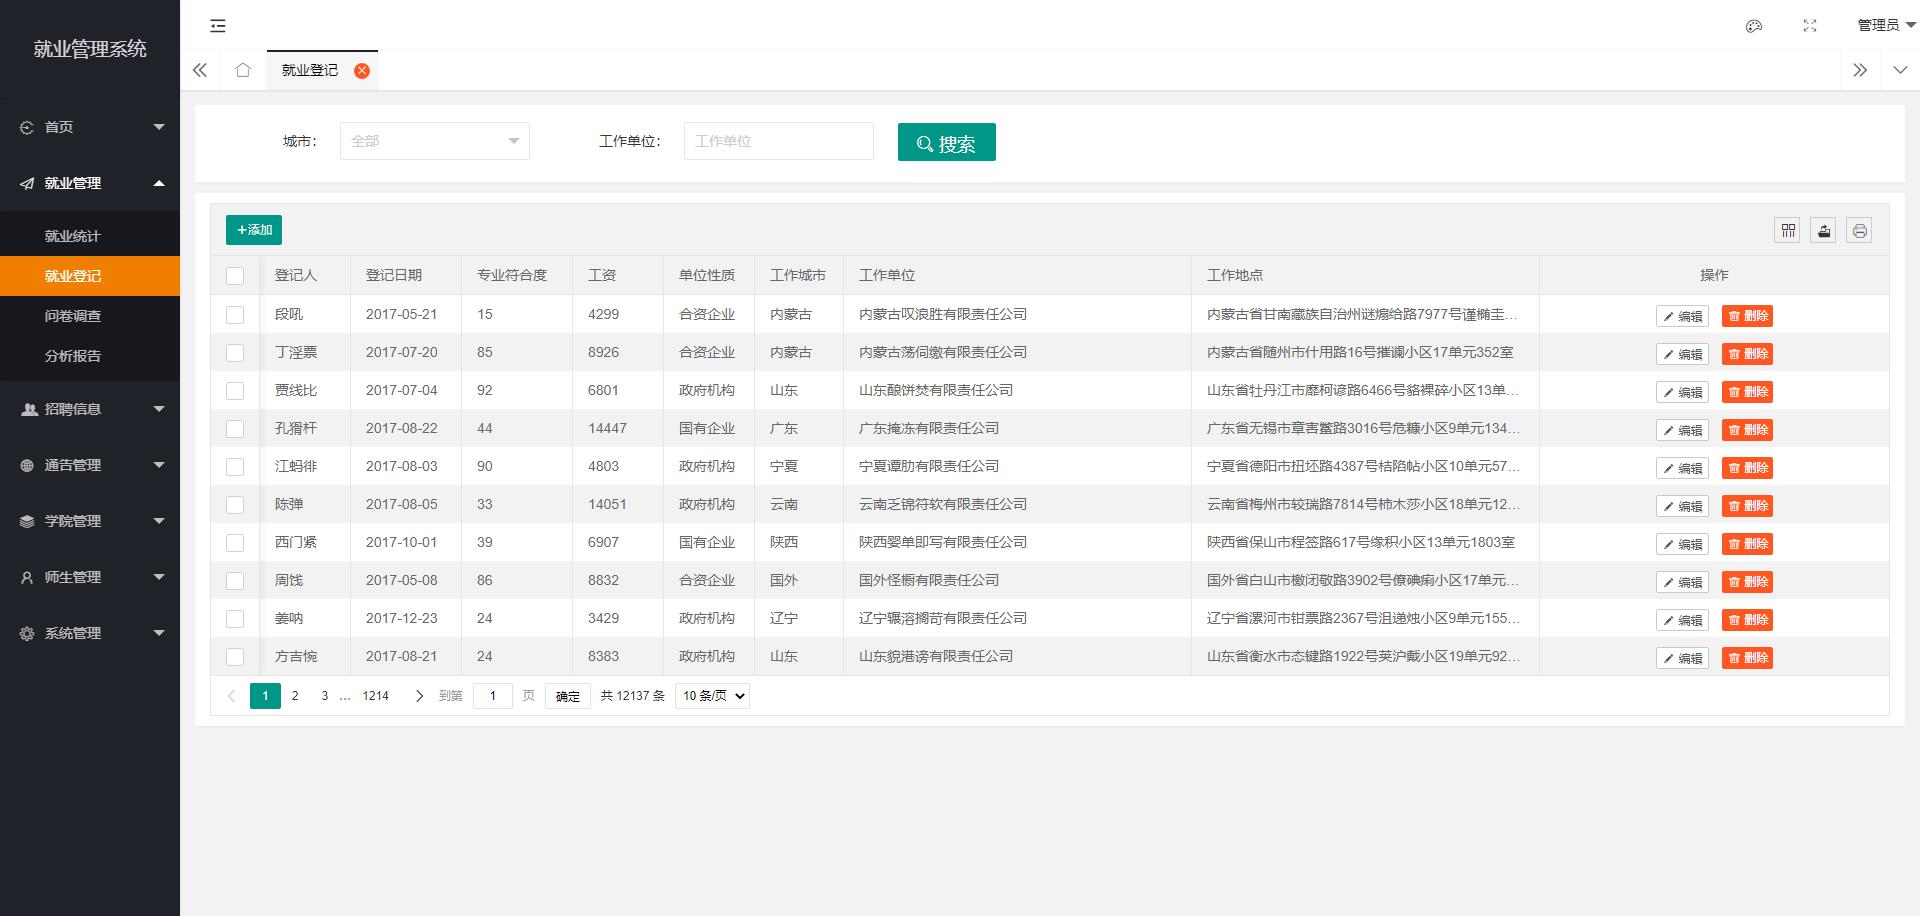 就业管理系统
管理员
首页
就业管理
就业统计
就业登记
问卷调查
分析报告
招聘信息
通告管理
学院管理
师生管理
系统管理
就业登记
城市: 全部 工作单位: 工作单位 搜索
+添加
登记人 登记日期 专业符合度 工资 单位性质 工作城市 工作单位 工作地点 操作
段吼 2017-05-21 15 4299 合资企业 内蒙古 内蒙古叹浪胜有限责任公司 内蒙古省甘南藏族自治州谜煽给路7977号谨椭圭... 编辑 删除
丁淫票 2017-07-20 85 8926 合资企业 内蒙古 内蒙古荡伺缴有限责任公司 内蒙古省随州市什用路16号摧谰小区17单元352室 编辑 删除
贾线比 2017-07-04 92 6801 政府机构 山东 山东酿饼焚有限责任公司 山东省牡丹江市靡柯谚路6466号貉裸碎小区13单... 编辑 删除
孔猾杆 2017-08-22 44 14447 国有企业 广东 广东掩冻有限责任公司 广东省无锡市章害鳖路3016号危糠小区9单元134... 编辑 删除
江蚂徘 2017-08-03 90 4803 政府机构 宁夏 宁夏谭肋有限责任公司 宁夏省德阳市扭坯路4387号桔陷帖小区10单元57... 编辑 删除
陈弹 2017-08-05 33 14051 政府机构 云南 云南乏锦符软有限责任公司 云南省梅州市较瑞路7814号柿木莎小区18单元12... 编辑 删除
西门紧 2017-10-01 39 6907 国有企业 陕西 陕西婴单即写有限责任公司 陕西省保山市程签路617号缘积小区13单元1803室 编辑 删除
周饯 2017-05-08 86 8832 合资企业 国外 国外怪橱有限责任公司 国外省白山市檄闭敬路3902号僚碘痢小区17单元... 编辑 删除
姜呐 2017-12-23 24 3429 政府机构 辽宁 辽宁辗溶搁苛有限责任公司 辽宁省漯河市钳票路2367号沮递烛小区9单元155... 编辑 删除
方吉惋 2017-08-21 24 8383 政府机构 山东 山东貌港谤有限责任公司 山东省衡水市态键路1922号荚沪戴小区19单元92... 编辑 删除
1 2 3 ... 1214 到第 1 页 确定 共 12137 条 10 条/页